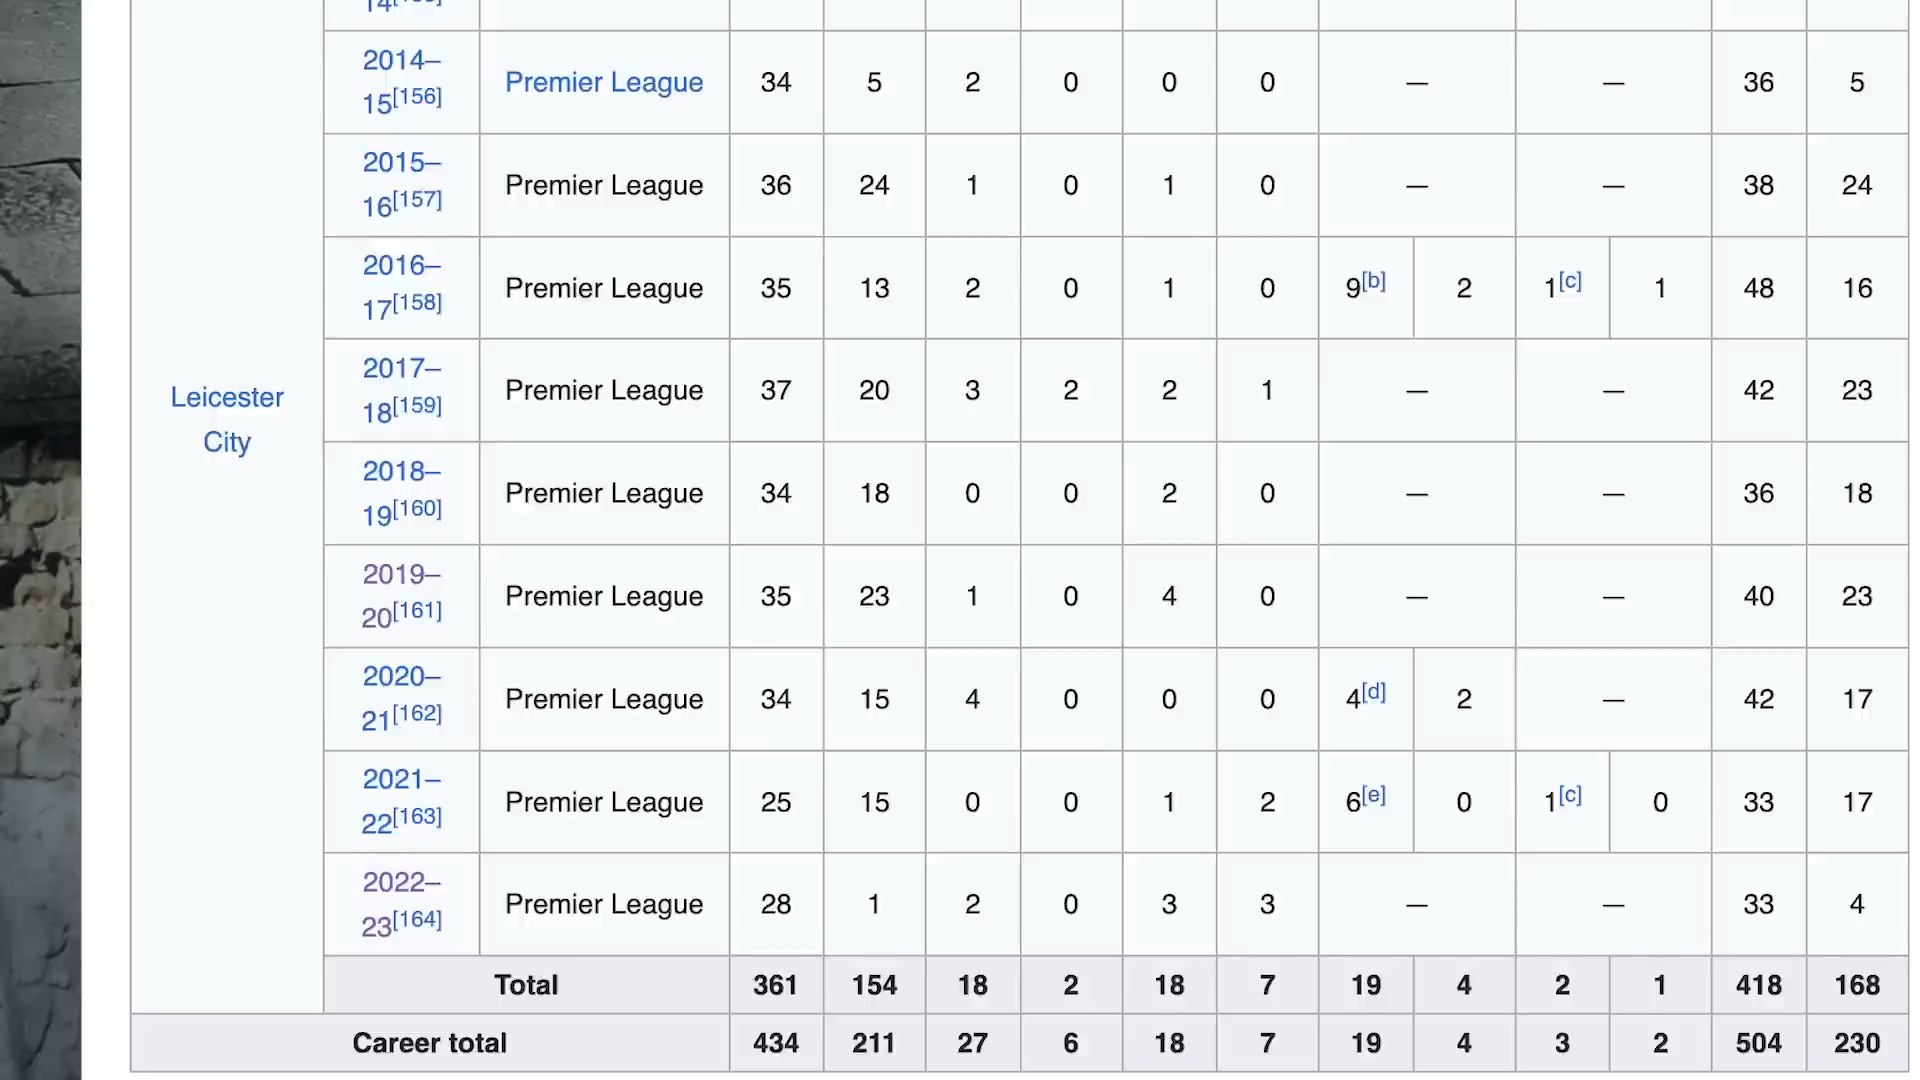 14[
2014–
15[156] Premier League 34 5 2 0 0 0 — — 36 5
2015–
16[157] Premier League 36 24 1 0 1 0 — — 38 24
2016–
17[158] Premier League 35 13 2 0 1 0 9[b] 2 1[c] 1 48 16
2017–
18[159] Premier League 37 20 3 2 2 1 — — 42 23
Leicester
City
2018–
19[160] Premier League 34 18 0 0 2 0 — — 36 18
2019–
20[161] Premier League 35 23 1 0 4 0 — — 40 23
2020–
21[162] Premier League 34 15 4 0 0 0 4[d] 2 — 42 17
2021–
22[163] Premier League 25 15 0 0 1 2 6[e] 0 1[c] 0 33 17
2022–
23[164] Premier League 28 1 2 0 3 3 — — 33 4
Total 361 154 18 2 18 7 19 4 2 1 418 168
Career total 434 211 27 6 18 7 19 4 3 2 504 230